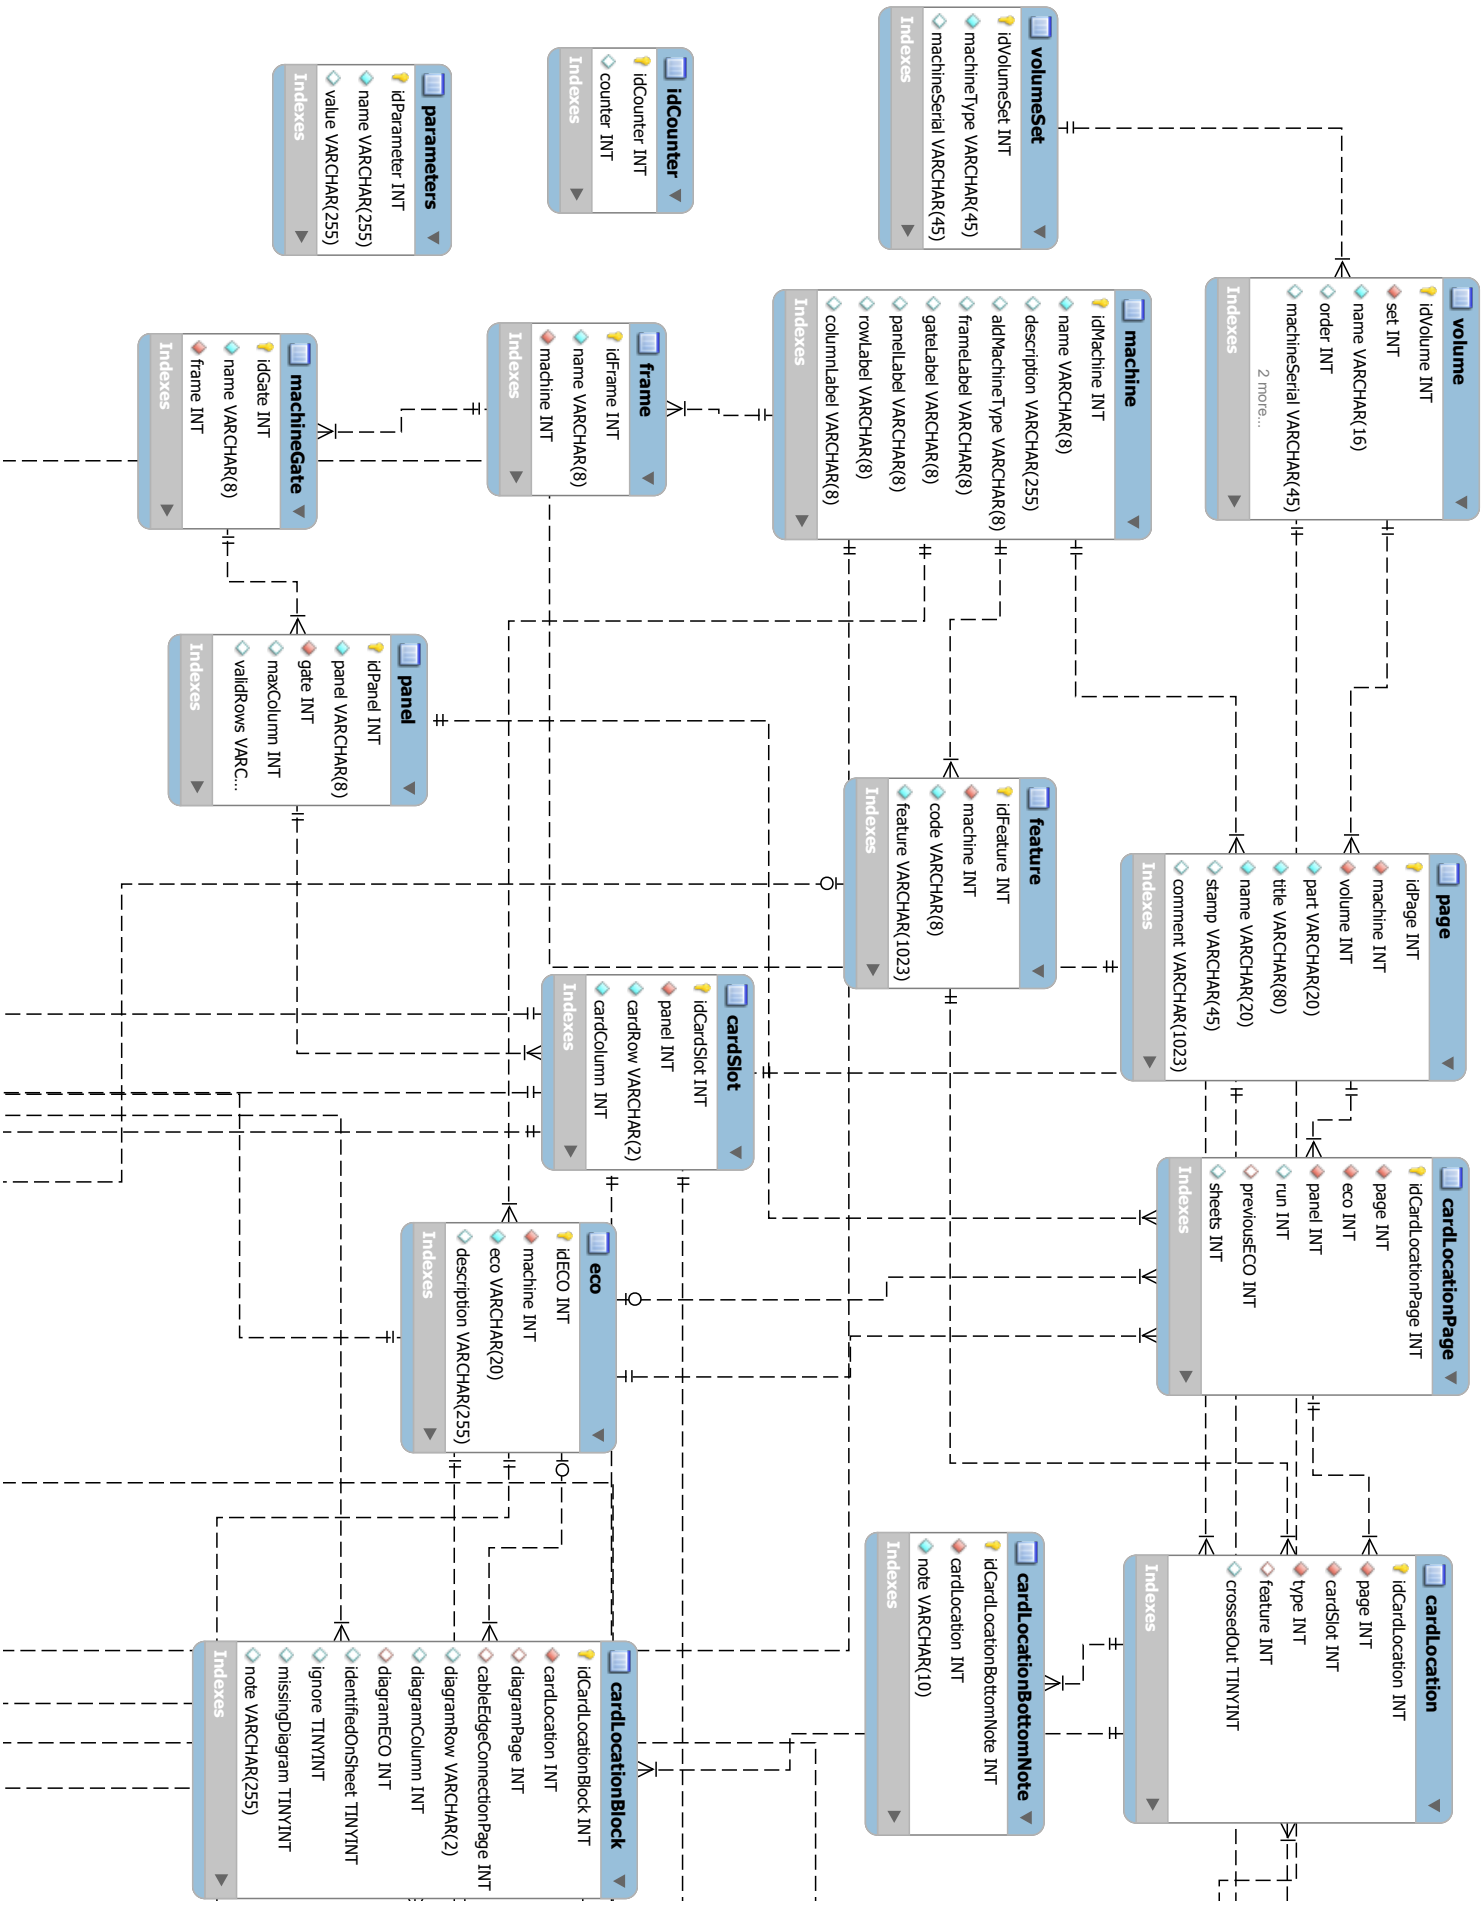 volumeSet
idVolumeSet INT
machineType VARCHAR(45)
machineSerial VARCHAR(45)
Indexes
idCounter
idCounter INT
counter INT
Indexes
parameters
idParameter INT
name VARCHAR(255)
value VARCHAR(255)
Indexes
volume
idVolume INT
set INT
name VARCHAR(16)
order INT
machineSerial VARCHAR(45)
2 more...
Indexes
machine
idMachine INT
name VARCHAR(8)
description VARCHAR(255)
aldMachineType VARCHAR(8)
frameLabel VARCHAR(8)
gateLabel VARCHAR(8)
panelLabel VARCHAR(8)
rowLabel VARCHAR(8)
columnLabel VARCHAR(8)
Indexes
frame
idFrame INT
name VARCHAR(8)
machine INT
Indexes
machineGate
idGate INT
name VARCHAR(8)
frame INT
Indexes
panel
idPanel INT
panel VARCHAR(8)
gate INT
maxColumn INT
validRows VARC...
Indexes
page
idPage INT
machine INT
volume INT
part VARCHAR(20)
title VARCHAR(80)
name VARCHAR(20)
stamp VARCHAR(45)
comment VARCHAR(1023)
Indexes
feature
idFeature INT
machine INT
code VARCHAR(8)
feature VARCHAR(1023)
Indexes
cardSlot
idCardSlot INT
panel INT
cardRow VARCHAR(2)
cardColumn INT
Indexes
cardLocationPage
idCardLocationPage INT
page INT
eco INT
panel INT
run INT
previousECO INT
sheets INT
Indexes
eco
idECO INT
machine INT
eco VARCHAR(20)
description VARCHAR(255)
Indexes
cardLocation
idCardLocation INT
page INT
cardSlot INT
type INT
feature INT
crossedOut TINYINT
Indexes
cardLocationBottomNote
idCardLocationBottomNote INT
cardLocation INT
note VARCHAR(10)
Indexes
cardLocationBlock
idCardLocationBlock INT
cardLocation INT
diagramPage INT
cableEdgeConnectionPage INT
diagramRow VARCHAR(2)
diagramColumn INT
diagramECO INT
identifiedOnSheet TINYINT
ignore TINYINT
missingDiagram TINYINT
note VARCHAR(255)
Indexes